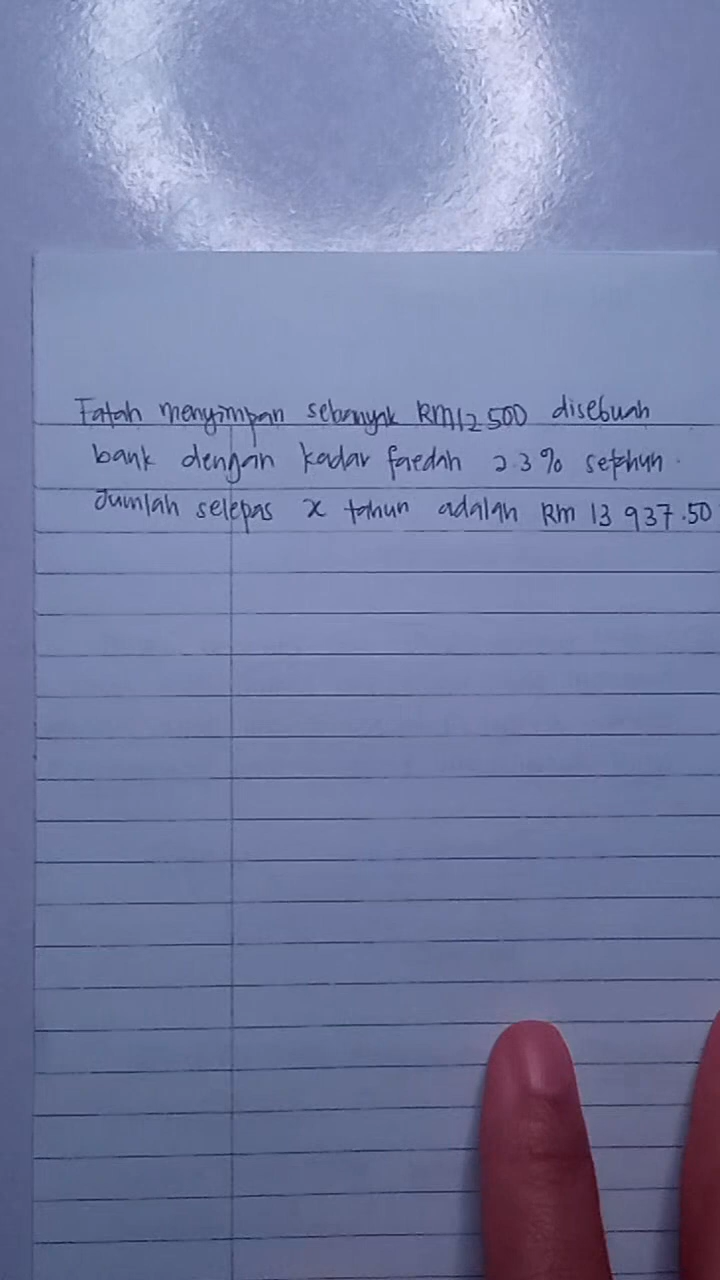 Fatah menyimpan sebanyak RM12 500 disebuah
bank dengan kadar faedah 2.3% setahun.
Jumlah selepas x tahun adalah RM 13 937.50